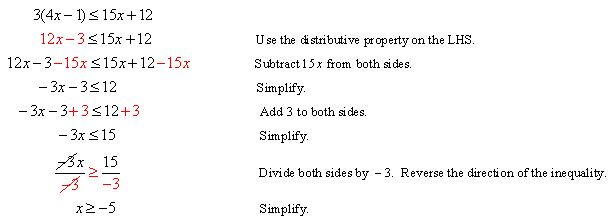 3(4x−1) ≤ 15x+12
12x−3 ≤ 15x+12 Use the distributive property on the LHS.
12x−3−15x ≤ 15x+12−15x Subtract 15x from both sides.
−3x−3 ≤ 12 Simplify.
−3x−3+3 ≤ 12+3 Add 3 to both sides.
−3x ≤ 15 Simplify.
−3x/−3 ≥ 15/−3 Divide both sides by −3. Reverse the direction of the inequality.
x ≥ −5 Simplify.